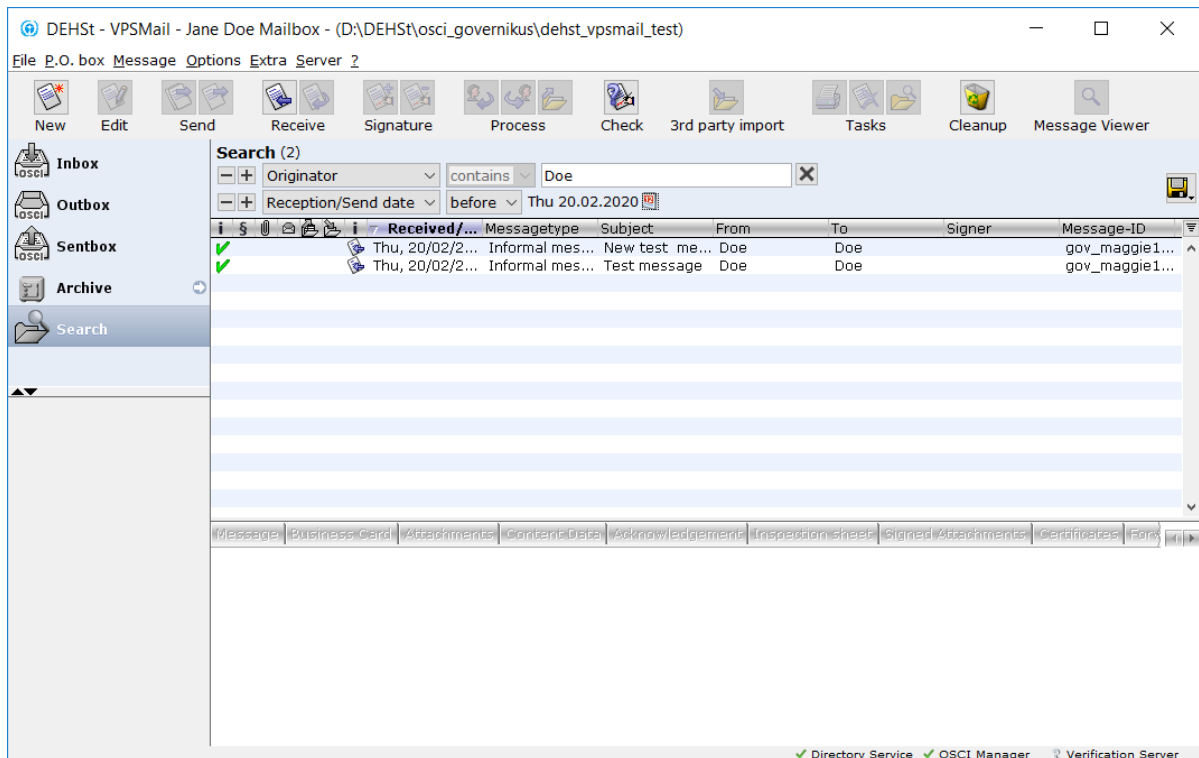 DEHSt - VPSMail - Jane Doe Mailbox - (D:\DEHSt\osci_governikus\dehst_vpsmail_test)
File P.O. box Message Options Extra Server ?
New Edit Send Receive Signature Process Check 3rd party import Tasks Cleanup Message Viewer
OSCI Inbox
OSCI Outbox
OSCI Sentbox
Archive
Search
Search (2)
Originator contains Doe
Reception/Send date before Thu 20.02.2020
i § i Received/... Messagetype Subject From To Signer Message-ID
Thu, 20/02/2... Informal mes... New test me... Doe Doe gov_maggie1...
Thu, 20/02/2... Informal mes... Test message Doe Doe gov_maggie1...
Message Business Card Attachments Content Data Acknowledgement Inspection sheet Signed Attachments Certificates Forw
Directory Service OSCI Manager Verification Server